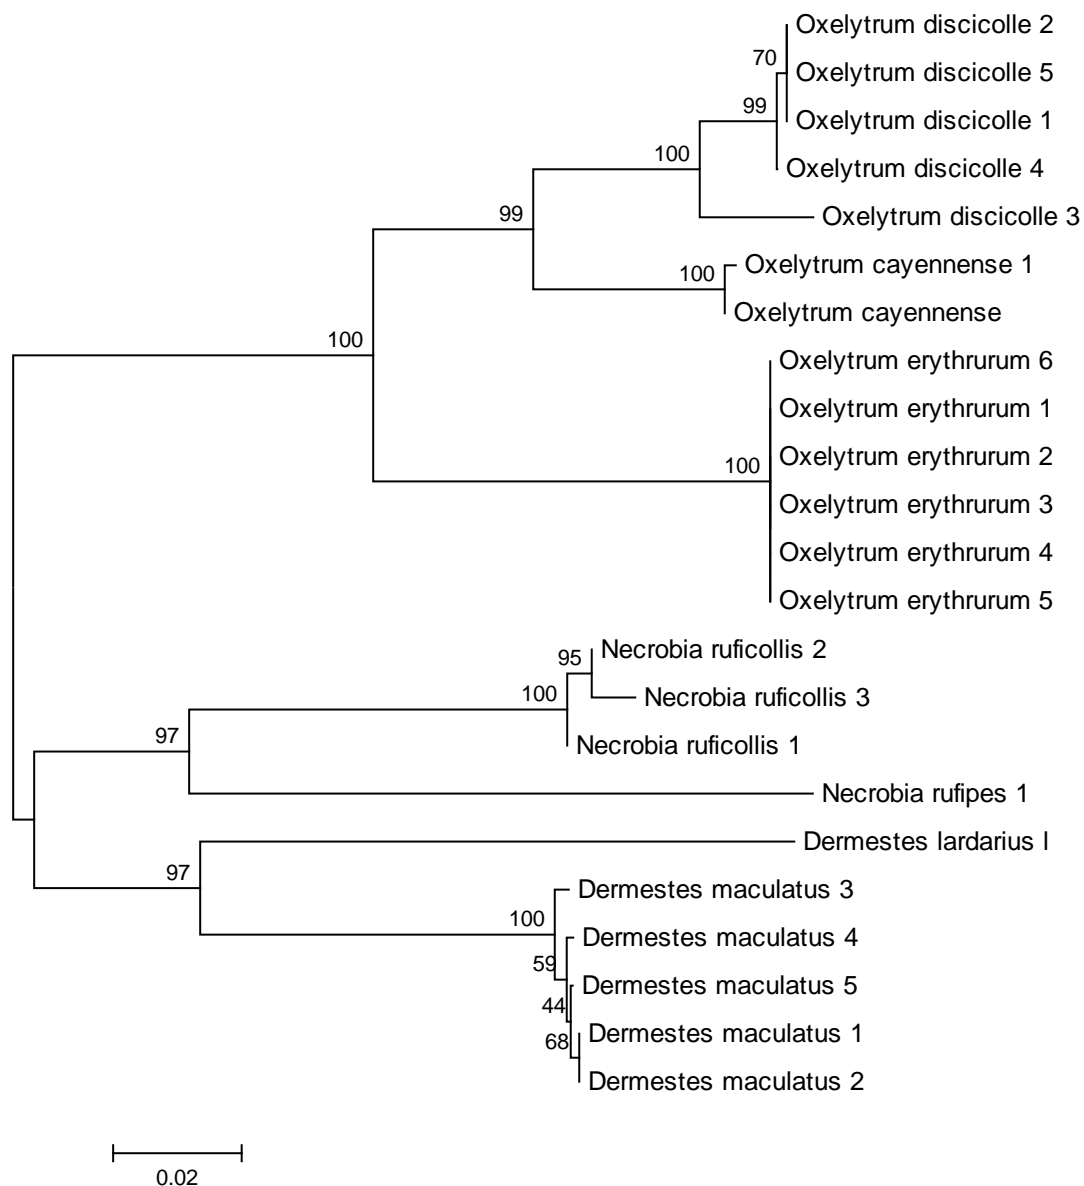 Oxelytrum discicolle 2
70
Oxelytrum discicolle 5
99
Oxelytrum discicolle 1
100
Oxelytrum discicolle 4
99
Oxelytrum discicolle 3
100
Oxelytrum cayennense 1
Oxelytrum cayennense
100
Oxelytrum erythrurum 6
Oxelytrum erythrurum 1
100
Oxelytrum erythrurum 2
Oxelytrum erythrurum 3
Oxelytrum erythrurum 4
Oxelytrum erythrurum 5
95
Necrobia ruficollis 2
100
Necrobia ruficollis 3
97
Necrobia ruficollis 1
Necrobia rufipes 1
Dermestes lardarius I
97
Dermestes maculatus 3
100
Dermestes maculatus 4
59
Dermestes maculatus 5
44
Dermestes maculatus 1
68
Dermestes maculatus 2
0.02